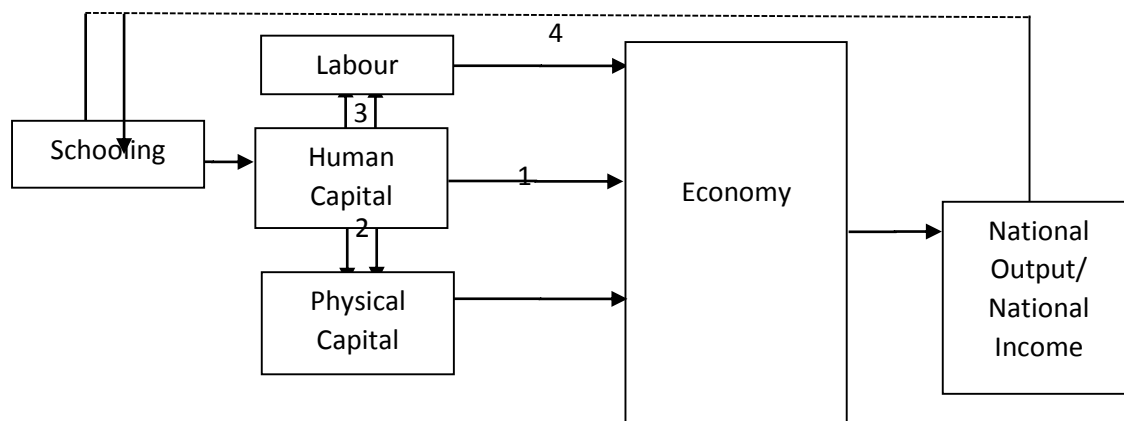 4
Labour
3
Schooling
Human
Capital
1
Economy
2
National
Output/
National
Income
Physical
Capital